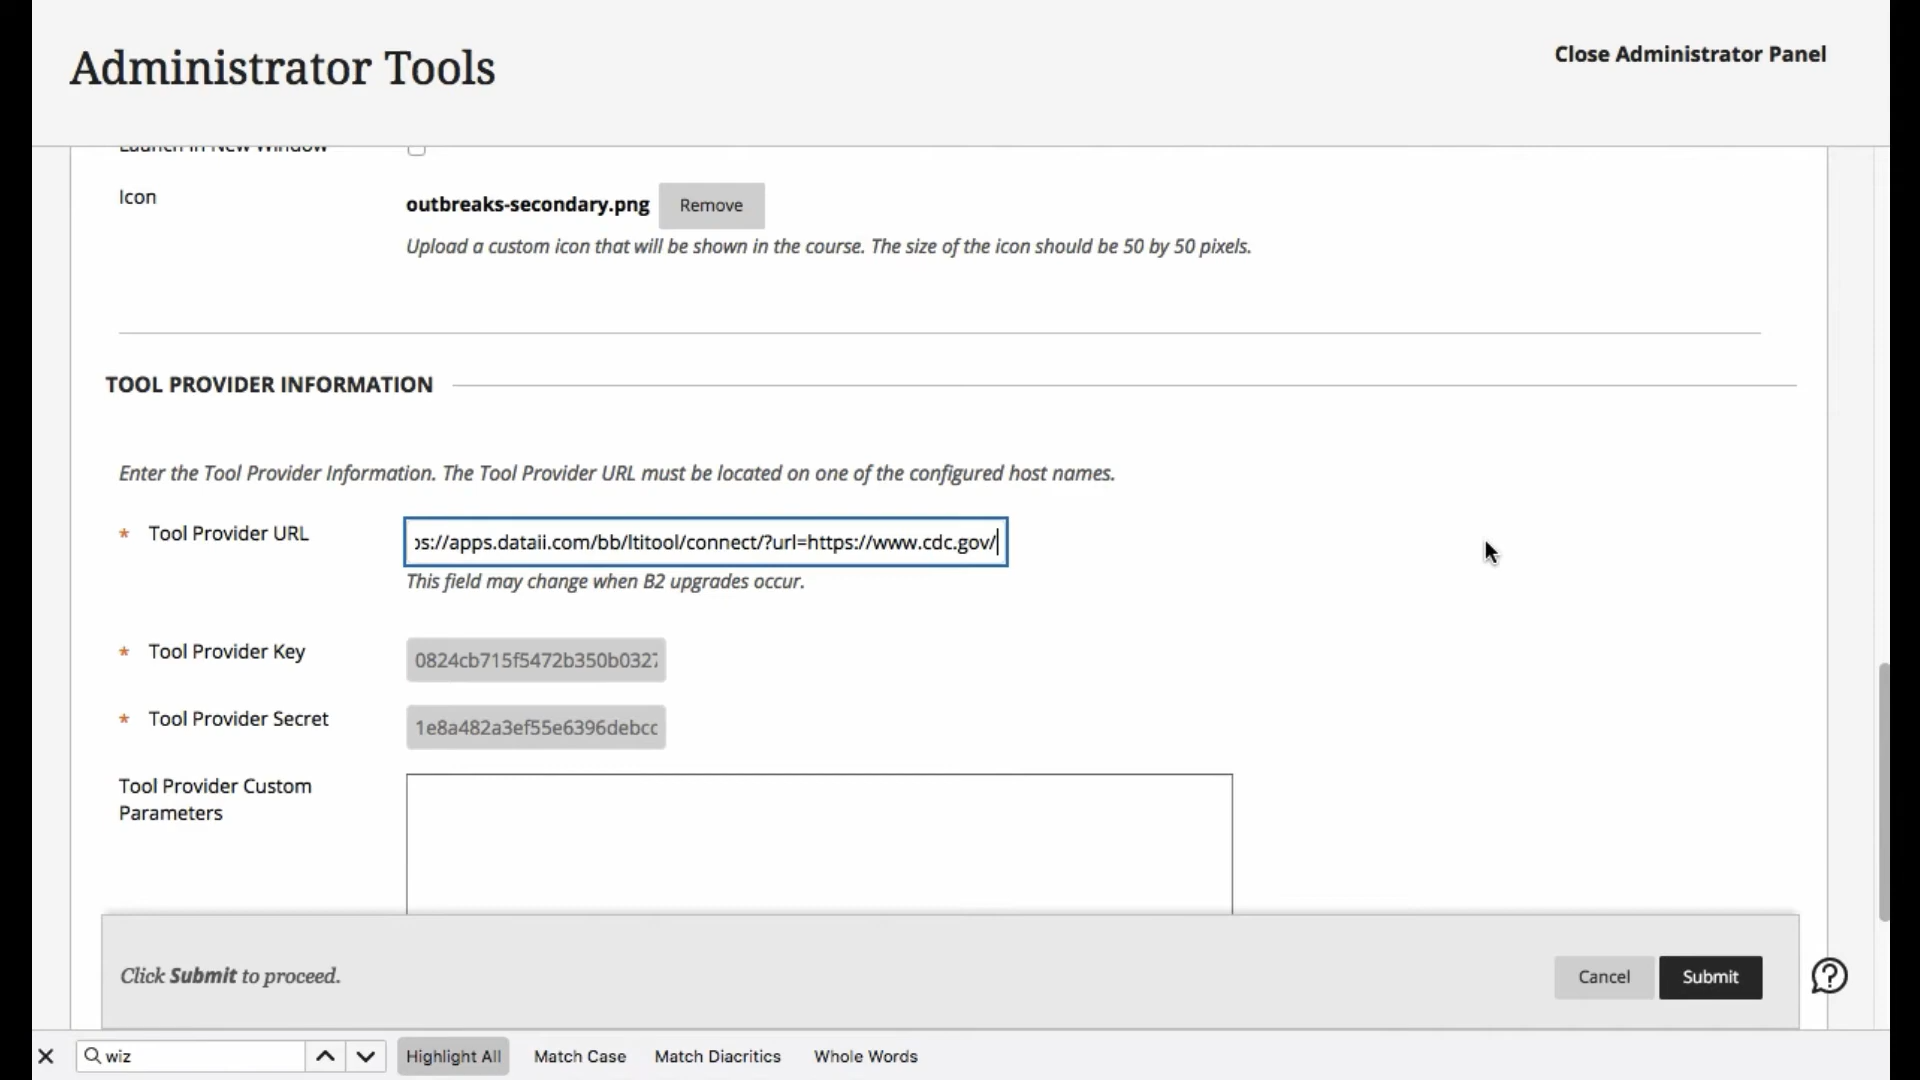 Administrator Tools
Close Administrator Panel
Launch in New Window
Icon
outbreaks-secondary.png
Remove
Upload a custom icon that will be shown in the course. The size of the icon should be 50 by 50 pixels.
TOOL PROVIDER INFORMATION
Enter the Tool Provider Information. The Tool Provider URL must be located on one of the configured host names.
* Tool Provider URL
ps://apps.dataii.com/bb/ltitool/connect/?url=https://www.cdc.gov/
This field may change when B2 upgrades occur.
* Tool Provider Key
0824cb715f5472b350b0327
* Tool Provider Secret
1e8a482a3ef55e6396debcc
Tool Provider Custom
Parameters
Click Submit to proceed.
Cancel
Submit
wiz
Highlight All
Match Case
Match Diacritics
Whole Words